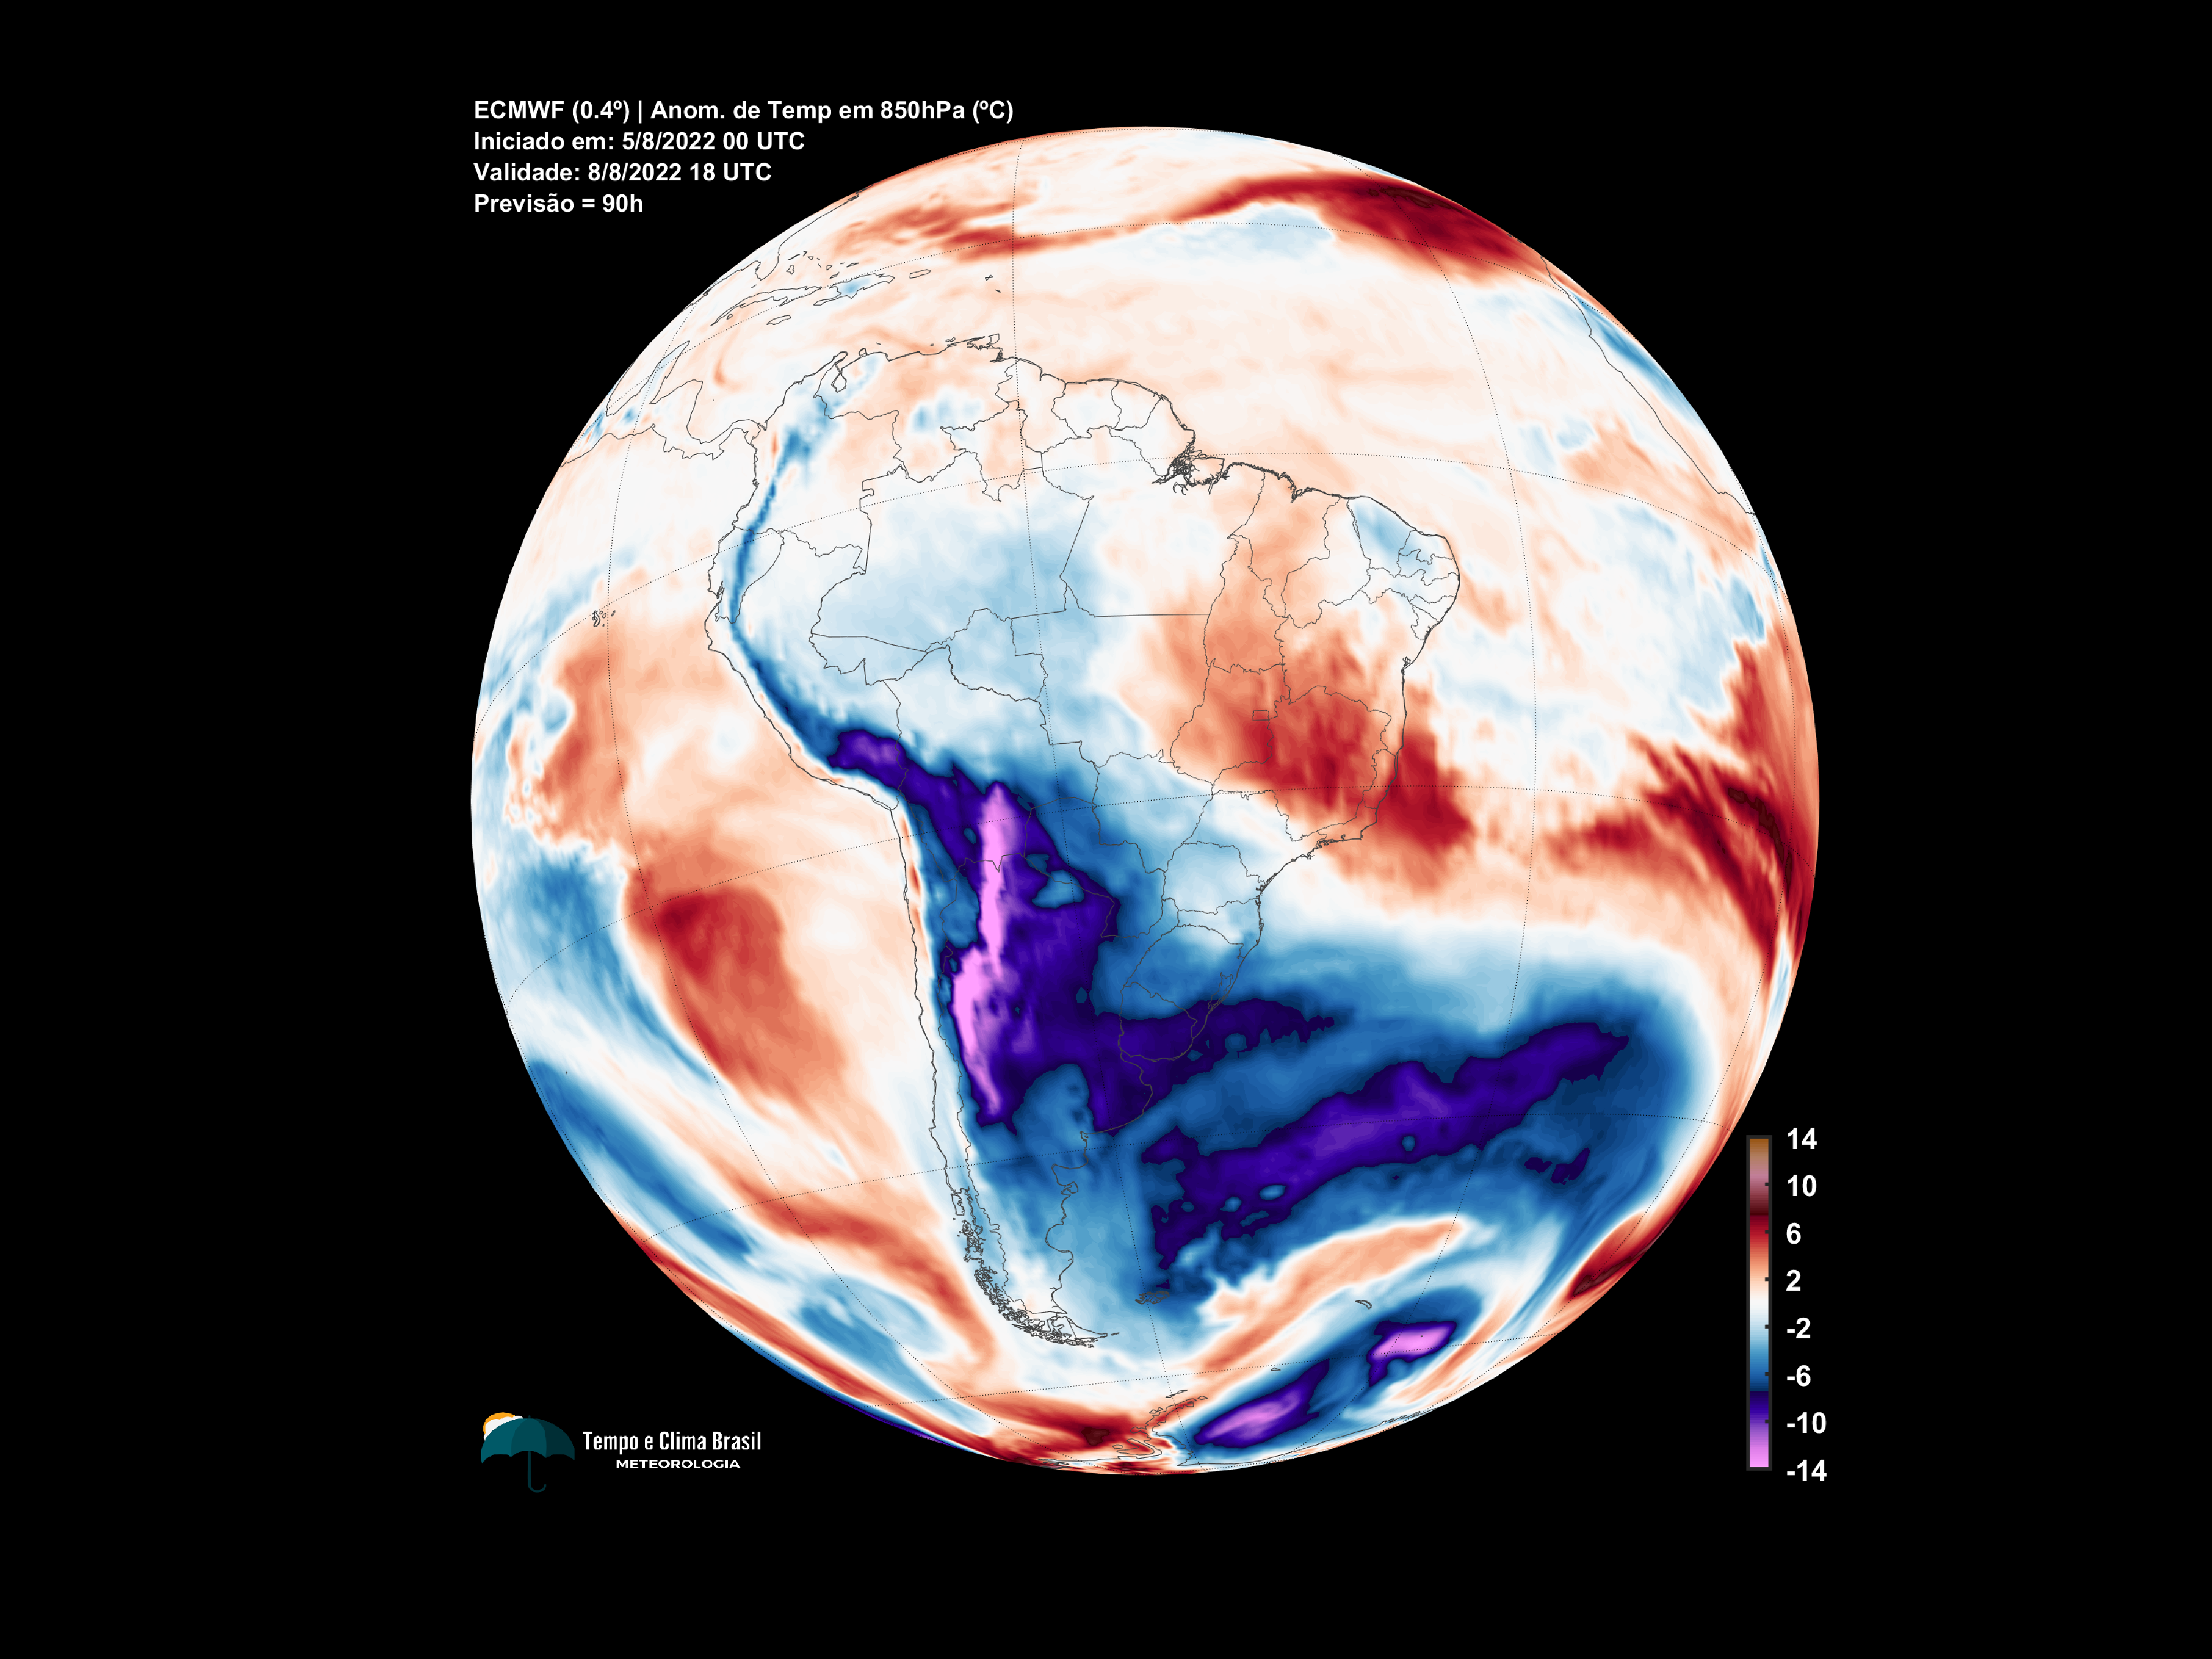 ECMWF (0.4º) | Anom. de Temp em 850hPa (ºC)
Iniciado em: 5/8/2022 00 UTC
Validade: 8/8/2022 18 UTC
Previsão = 90h
14
10
6
2
-2
-6
-10
-14
Tempo e Clima Brasil
METEOROLOGIA